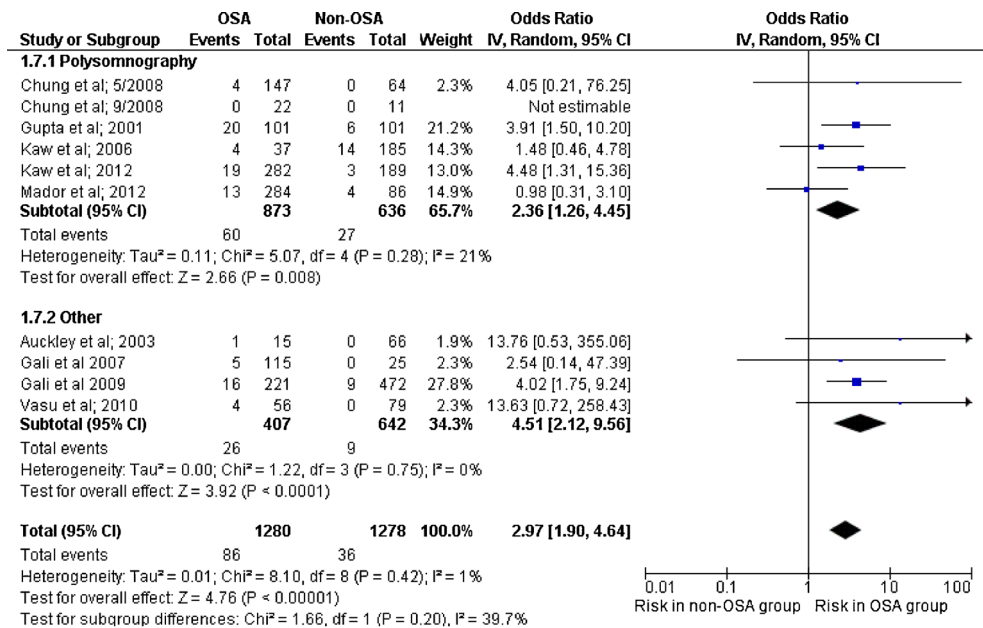 OSA Non-OSA Odds Ratio Odds Ratio
Study or Subgroup Events Total Events Total Weight IV, Random, 95% CI IV, Random, 95% CI
1.7.1 Polysomnography
Chung et al; 5/2008 4 147 0 64 2.3% 4.05 [0.21, 76.25]
Chung et al; 9/2008 0 22 0 11 Not estimable
Gupta et al; 2001 20 101 6 101 21.2% 3.91 [1.50, 10.20]
Kaw et al; 2006 4 37 14 185 14.3% 1.48 [0.46, 4.78]
Kaw et al; 2012 19 282 3 189 13.0% 4.48 [1.31, 15.36]
Mador et al; 2012 13 284 4 86 14.9% 0.98 [0.31, 3.10]
Subtotal (95% CI) 873 636 65.7% 2.36 [1.26, 4.45]
Total events 60 27
Heterogeneity: Tau² = 0.11; Chi² = 5.07, df = 4 (P = 0.28); I² = 21%
Test for overall effect: Z = 2.66 (P = 0.008)
1.7.2 Other
Auckley et al; 2003 1 15 0 66 1.9% 13.76 [0.53, 355.06]
Gali et al 2007 5 115 0 25 2.3% 2.54 [0.14, 47.39]
Gali et al 2009 16 221 9 472 27.8% 4.02 [1.75, 9.24]
Vasu et al; 2010 4 56 0 79 2.3% 13.63 [0.72, 258.43]
Subtotal (95% CI) 407 642 34.3% 4.51 [2.12, 9.56]
Total events 26 9
Heterogeneity: Tau² = 0.00; Chi² = 1.22, df = 3 (P = 0.75); I² = 0%
Test for overall effect: Z = 3.92 (P < 0.0001)
Total (95% CI) 1280 1278 100.0% 2.97 [1.90, 4.64]
Total events 86 36
Heterogeneity: Tau² = 0.01; Chi² = 8.10, df = 8 (P = 0.42); I² = 1%
Test for overall effect: Z = 4.76 (P < 0.00001)
Test for subgroup differences: Chi² = 1.66, df = 1 (P = 0.20), I² = 39.7%
0.01 0.1 1 10 100
Risk in non-OSA group Risk in OSA group